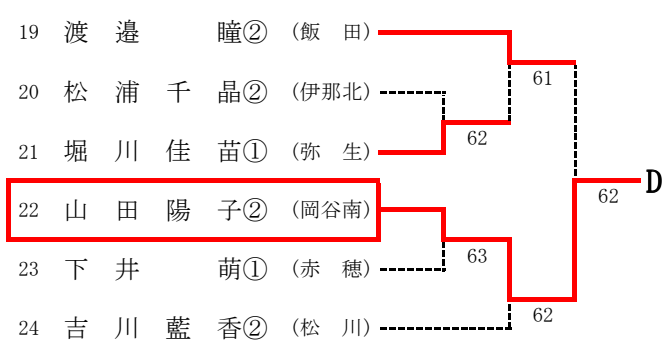 19 渡邉 瞳② (飯田)
61
20 松浦千晶② (伊那北)
62
21 堀川佳苗① (弥生)
D
62
22 山田陽子② (岡谷南)
63
23 下井 萌① (赤穂)
62
24 吉川藍香② (松川)